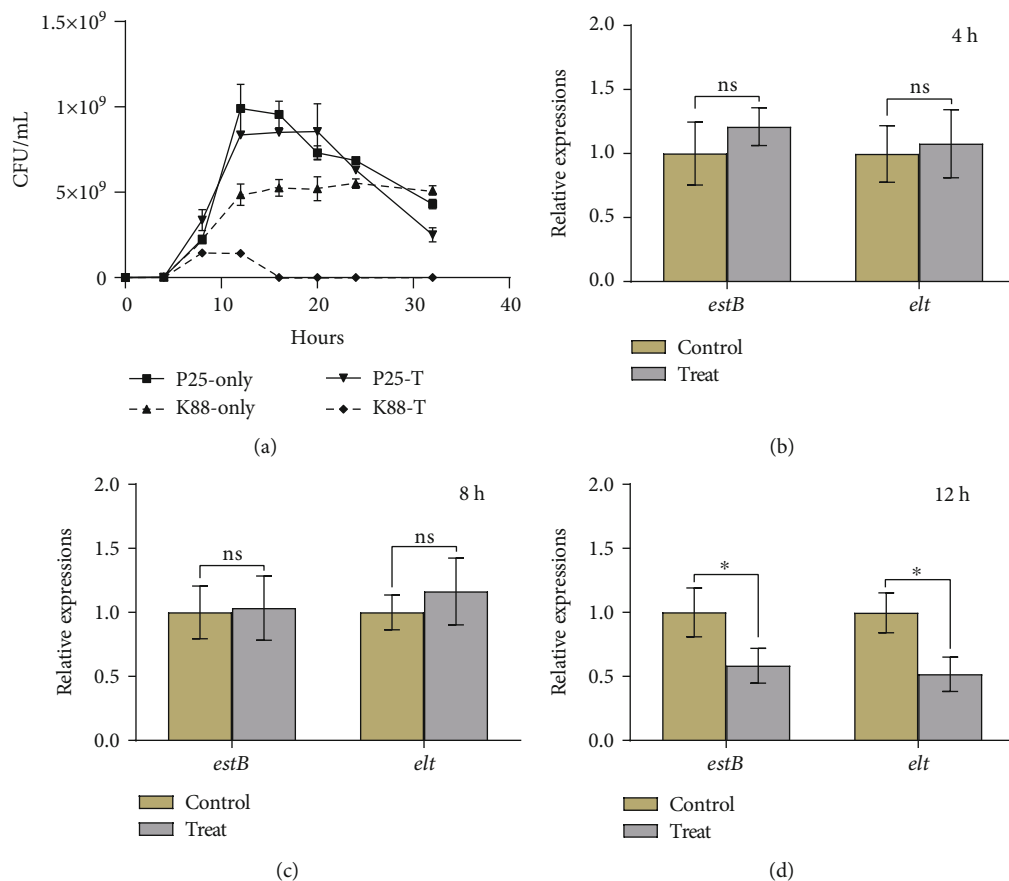 1.5×10⁹
1×10⁹
5×10⁹
0
CFU/mL
0 10 20 30 40
Hours
P25-only P25-T
K88-only K88-T
(a)
4 h
2.0
1.5
1.0
0.5
0.0
Relative expressions
ns ns
estB elt
Control
Treat
(b)
8 h
2.0
1.5
1.0
0.5
0.0
Relative expressions
ns ns
estB elt
Control
Treat
(c)
12 h
2.0
1.5
1.0
0.5
0.0
Relative expressions
* *
estB elt
Control
Treat
(d)